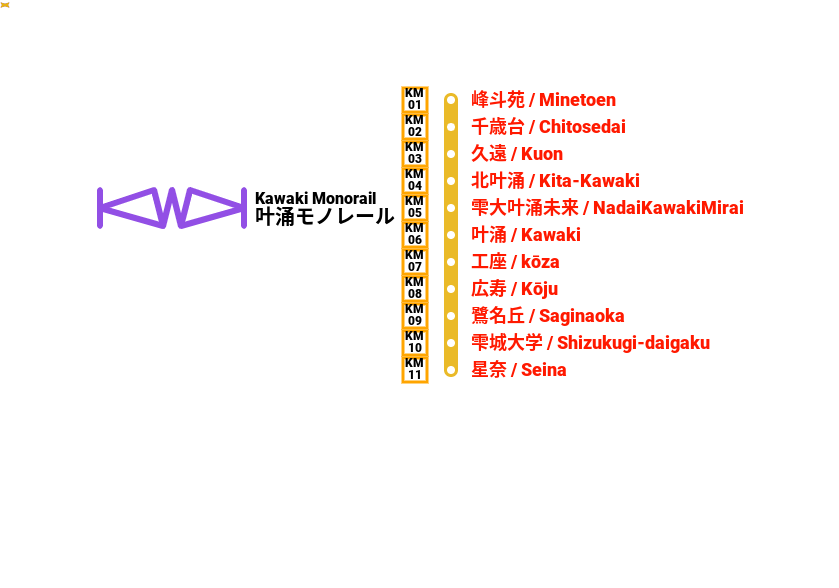 Kawaki Monorail
叶涌モノレール
KM
01
峰斗苑 / Minetoen
KM
02
千歳台 / Chitosedai
KM
03
久遠 / Kuon
KM
04
北叶涌 / Kita-Kawaki
KM
05
雫大叶涌未来 / NadaiKawakiMirai
KM
06
叶涌 / Kawaki
KM
07
工座 / kōza
KM
08
広寿 / Kōju
KM
09
鷺名丘 / Saginaoka
KM
10
雫城大学 / Shizukugi-daigaku
KM
11
星奈 / Seina